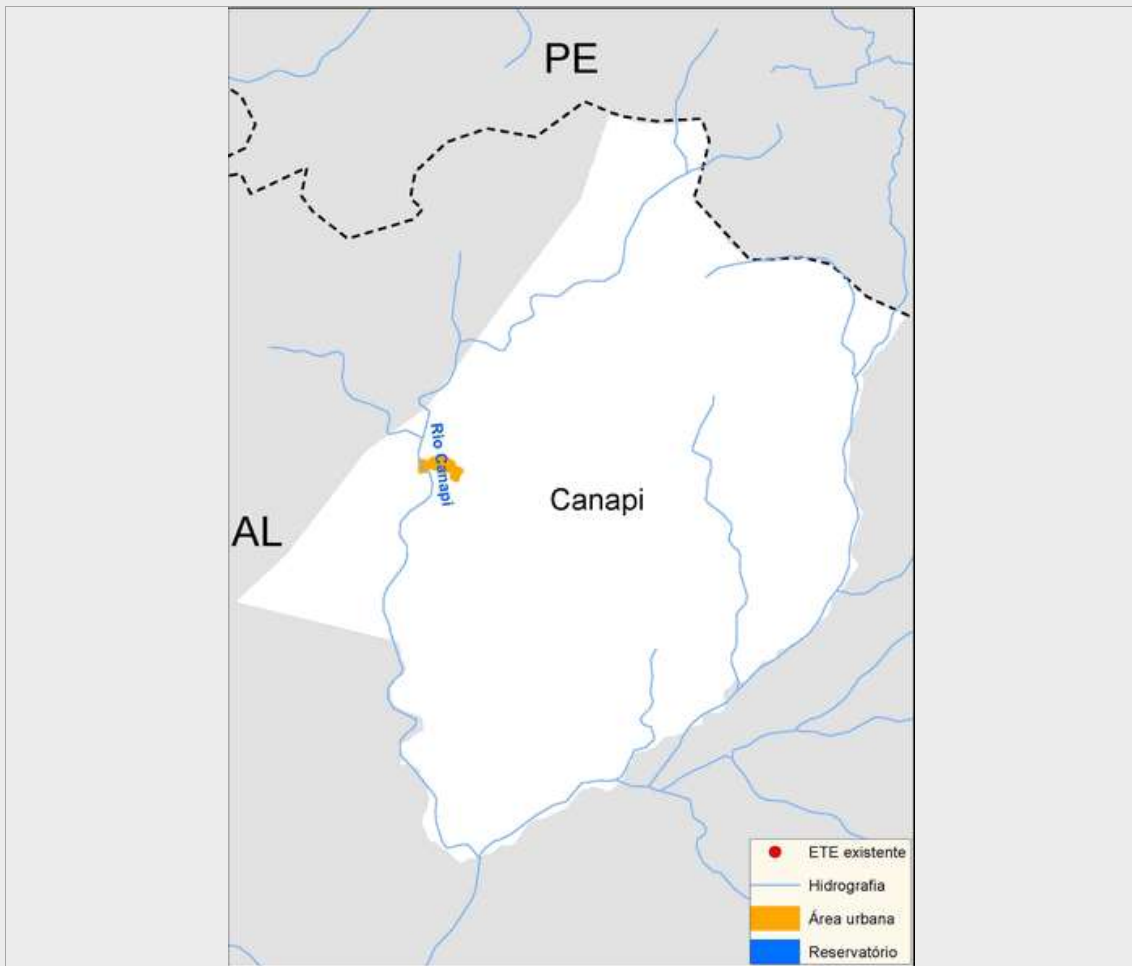 PE
Rio Canapi
Canapi
AL
ETE existente
Hidrografia
Área urbana
Reservatório